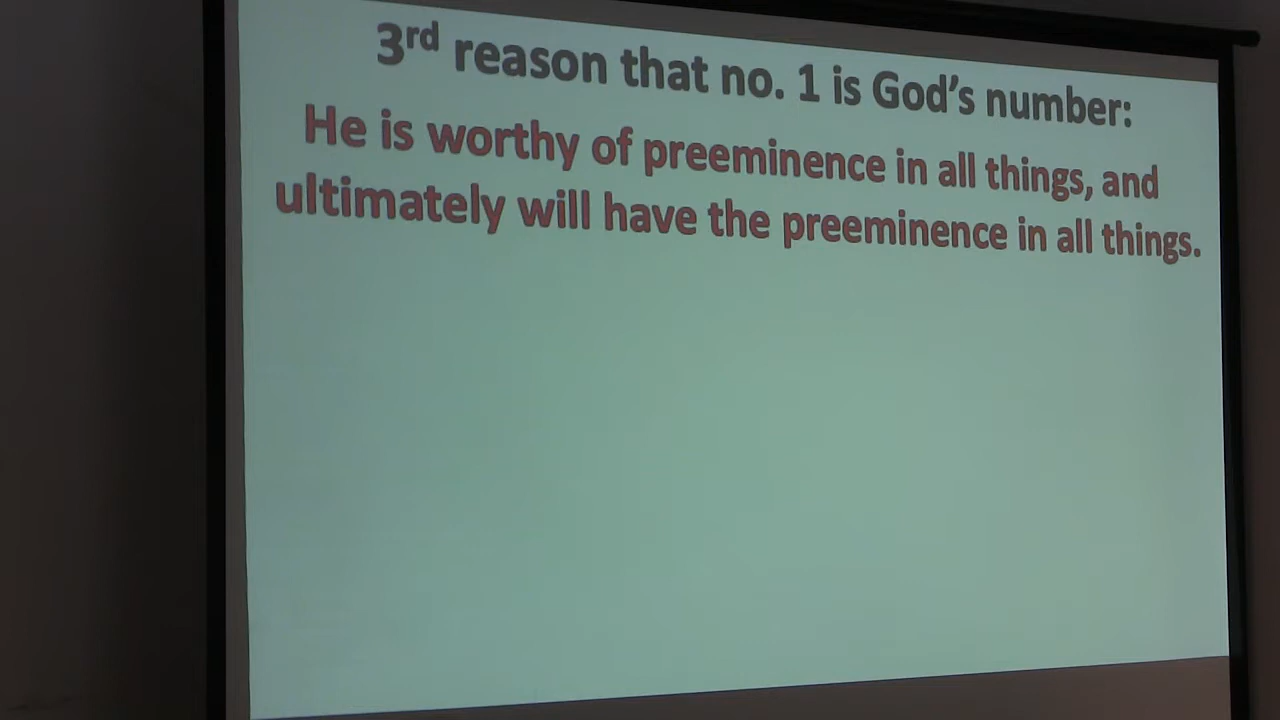 3rd reason that no. 1 is God's number:
He is worthy of preeminence in all things, and
ultimately will have the preeminence in all things.